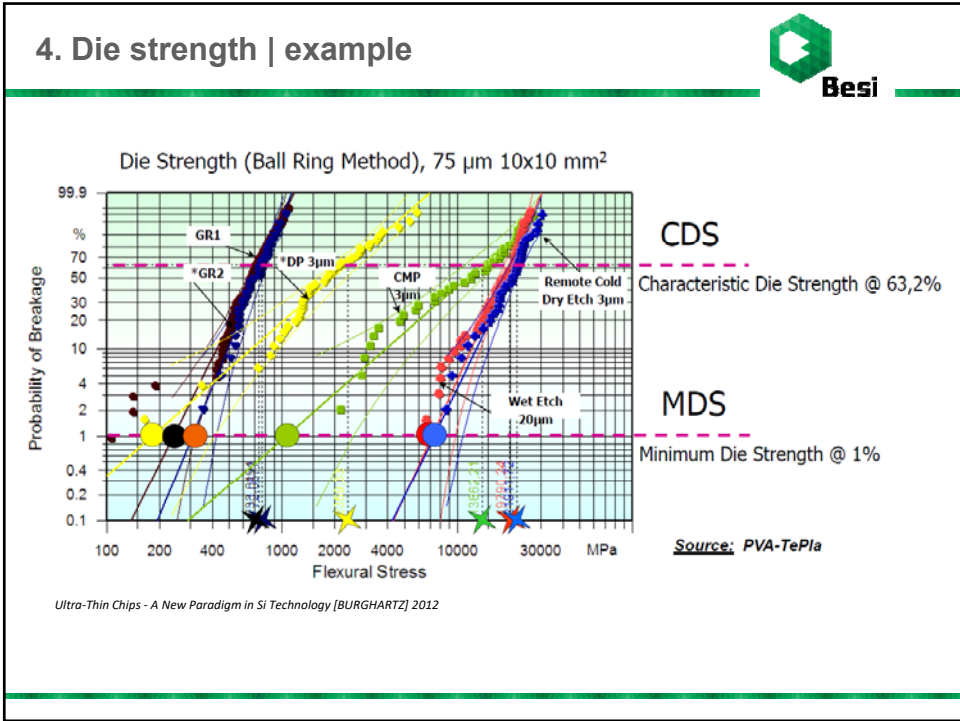 4. Die strength | example
Besi
Die Strength (Ball Ring Method), 75 µm 10x10 mm²
99.9
%
70
50
30
20
10
4
2
1
0.4
0.2
0.1
Probability of Breakage
GR1
*GR2
*DP 3µm
CMP
3µm
Remote Cold
Dry Etch 3µm
Wet Etch
20µm
CDS
Characteristic Die Strength @ 63,2%
MDS
Minimum Die Strength @ 1%
100 200 400 1000 2000 4000 10000 30000 MPa
Flexural Stress
Source: PVA-TePla
Ultra-Thin Chips - A New Paradigm in Si Technology [BURGHARTZ] 2012